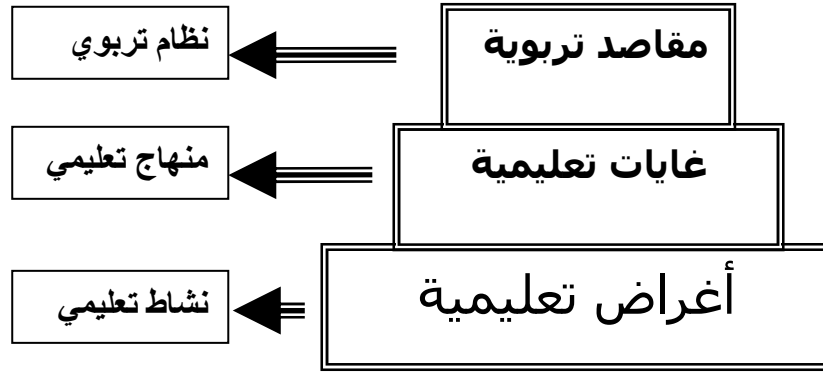 مقاصد تربوية
نظام تربوي
غايات تعليمية
منهاج تعليمي
أغراض تعليمية
نشاط تعليمي